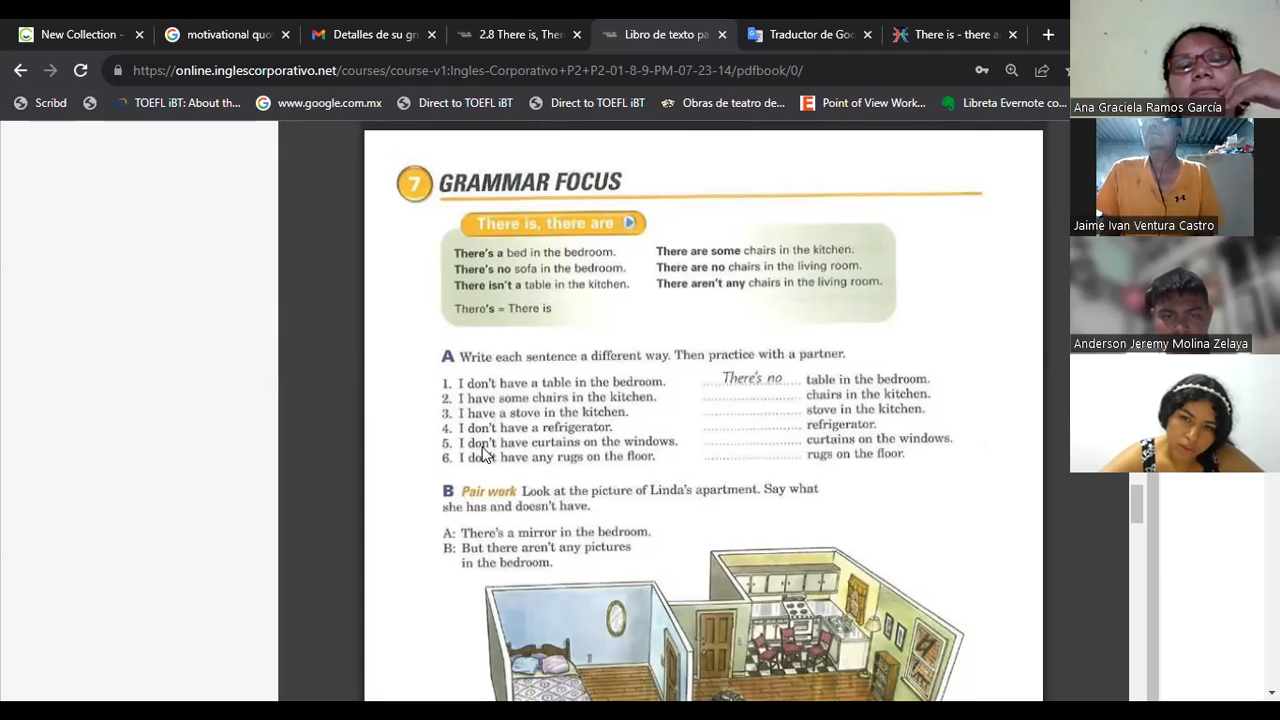 New Collection -
motivational quo
Detalles de su gr
2.8 There is, Ther
Libro de texto pa
Traductor de Goo
There is - there a
https://online.inglescorporativo.net/courses/course-v1:Ingles-Corporativo+P2+P2-01-8-9-PM-07-23-14/pdfbook/0/
Scribd
TOEFL iBT: About th...
www.google.com.mx
Direct to TOEFL iBT
Direct to TOEFL iBT
Obras de teatro de...
Point of View Work...
Libreta Evernote co...
7 GRAMMAR FOCUS
There is, there are
There's a bed in the bedroom.
There's no sofa in the bedroom.
There isn't a table in the kitchen.
There's = There is
There are some chairs in the kitchen.
There are no chairs in the living room.
There aren't any chairs in the living room.
A Write each sentence a different way. Then practice with a partner.
1. I don't have a table in the bedroom. There's no table in the bedroom.
2. I have some chairs in the kitchen. .................... chairs in the kitchen.
3. I have a stove in the kitchen. .................... stove in the kitchen.
4. I don't have a refrigerator. .................... refrigerator.
5. I don't have curtains on the windows. .................... curtains on the windows.
6. I don't have any rugs on the floor. .................... rugs on the floor.
B Pair work Look at the picture of Linda's apartment. Say what
she has and doesn't have.
A: There's a mirror in the bedroom.
B: But there aren't any pictures
in the bedroom.
Ana Graciela Ramos García
Jaime Ivan Ventura Castro
Anderson Jeremy Molina Zelaya